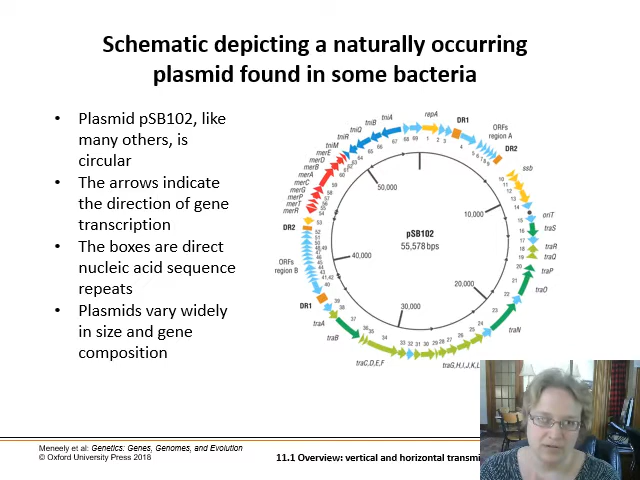 Schematic depicting a naturally occurring
plasmid found in some bacteria
• Plasmid pSB102, like
many others, is
circular
• The arrows indicate
the direction of gene
transcription
• The boxes are direct
nucleic acid sequence
repeats
• Plasmids vary widely
in size and gene
composition
repA
DR1
ORFs
region A
DR2
ssb
oriT
traS
traR
traQ
traP
traO
traN
traG,H,I,J,K,L
traC,D,E,F
traB
traA
DR1
ORFs
region B
DR2
merR
merT
merP
merG
merC
merA
merB
merD
merE
tniM
tniR
tniQ
tniB
tniA
50,000
10,000
pSB102
55,578 bps
40,000
20,000
30,000
Meneely et al: Genetics: Genes, Genomes, and Evolution
© Oxford University Press 2018
11.1 Overview: vertical and horizontal